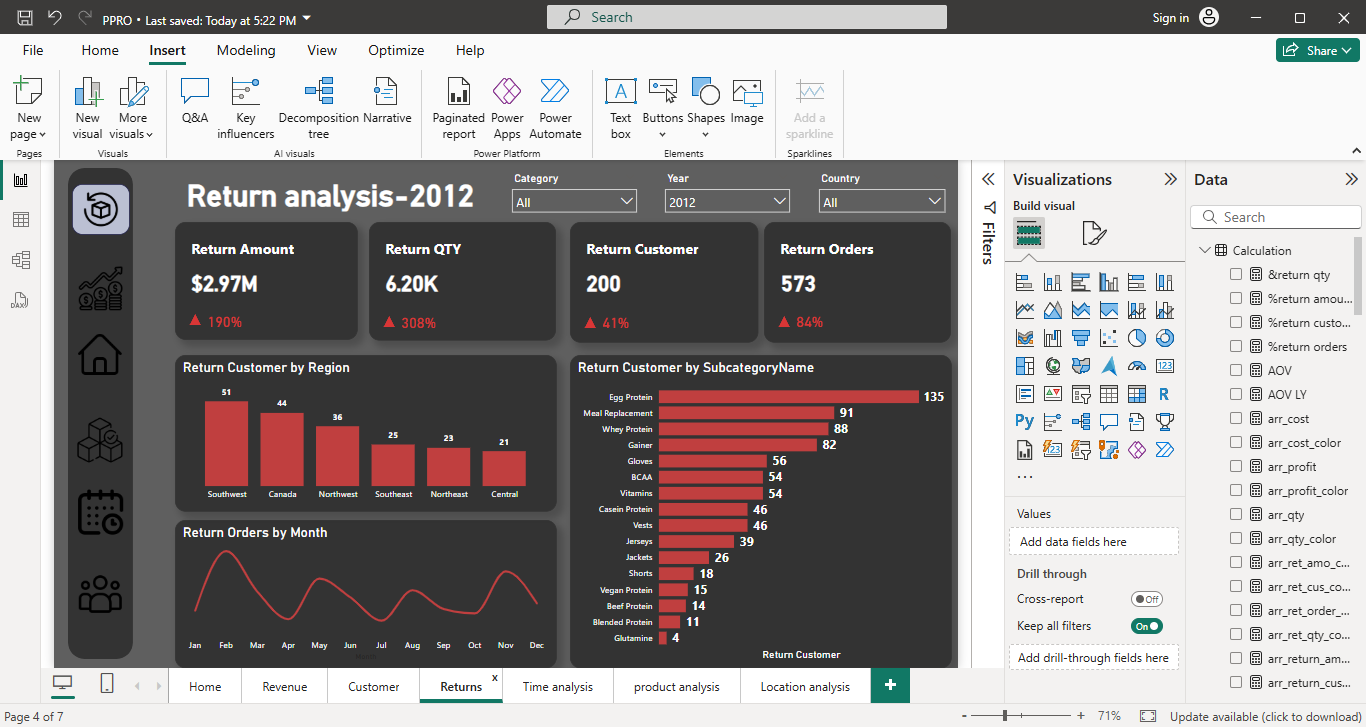 PPRO • Last saved: Today at 5:22 PM
Search
Sign in
File Home Insert Modeling View Optimize Help
Share
New page
New visual
More visuals
Q&A
Key influencers
Decomposition tree
Narrative
Paginated report
Power Apps
Power Automate
Text box
Buttons
Shapes
Image
Add a sparkline
Pages Visuals AI visuals Power Platform Elements Sparklines
DAX
Return analysis-2012
Category
All
Year
2012
Country
All
Return Amount
$2.97M
190%
Return QTY
6.20K
308%
Return Customer
200
41%
Return Orders
573
84%
Return Customer by Region
51 44 36 25 23 21
Southwest Canada Northwest Southeast Northeast Central
Return Orders by Month
Jan Feb Mar Apr May Jun Jul Aug Sep Oct Nov Dec
Return Customer by SubcategoryName
Egg Protein 135
Meal Replacement 91
Whey Protein 88
Gainer 82
Gloves 56
BCAA 54
Vitamins 54
Casein Protein 46
Vests 46
Jerseys 39
Jackets 26
Shorts 18
Vegan Protein 15
Beef Protein 14
Blended Protein 11
Glutamine 4
Return Customer
Filters
Visualizations
Build visual
123
R
Py
123
...
Values
Add data fields here
Drill through
Cross-report Off
Keep all filters On
Add drill-through fields here
Data
Search
Calculation
&return qty
%return amou...
%return custo...
%return orders
AOV
AOV LY
arr_cost
arr_cost_color
arr_profit
arr_profit_color
arr_qty
arr_qty_color
arr_ret_amo_c...
arr_ret_cus_co...
arr_ret_order_...
arr_ret_qty_co...
arr_return_am...
arr_return_cus...
Home Revenue Customer Returns x Time analysis product analysis Location analysis +
Page 4 of 7
- + 71%
Update available (click to download)